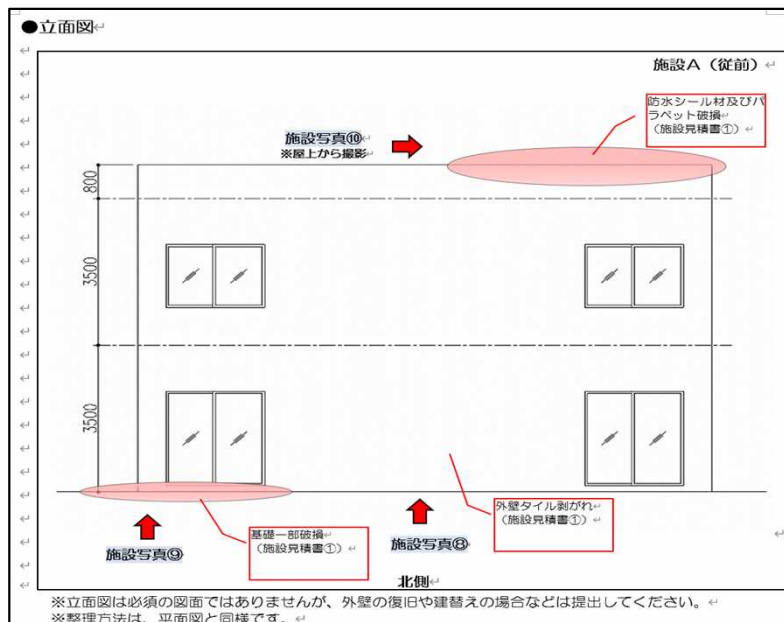 ●立面図
施設A（従前）
防水シール材及びパ
ラペット破損
（施設見積書①）
施設写真⑩
※屋上から撮影
800
3500
3500
外壁タイル剥がれ
（施設見積書①）
基礎一部破損
（施設見積書①）
施設写真⑨
施設写真⑧
北側
※立面図は必須の図面ではありませんが、外壁の復旧や建替えの場合などは提出してください。
※整理方法は、平面図と同様です。